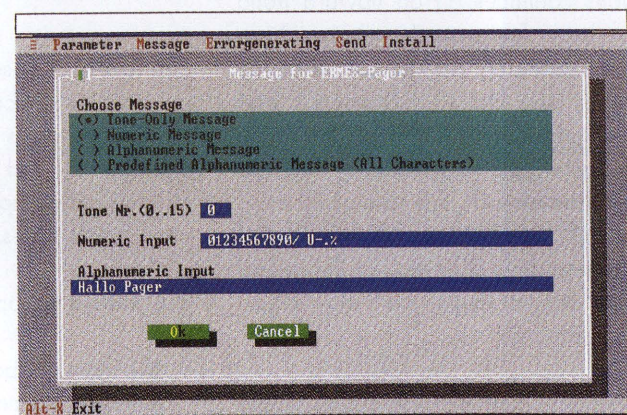 ≡ Parameter Message Errorgenerating Send Install
Message for ERMES-Pager
Choose Message
(•) Tone-Only Message
( ) Numeric Message
( ) Alphanumeric Message
( ) Predefined Alphanumeric Message (All Characters)
Tone Nr.(0..15) 0
Numeric Input 01234567890/ U-.%
Alphanumeric Input
Hallo Pager
Ok Cancel
Alt-X Exit